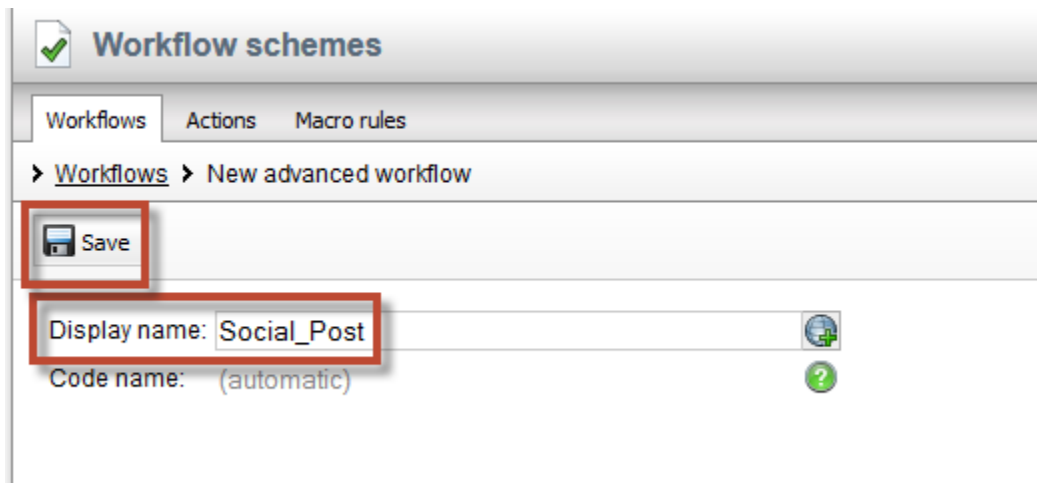 Workflow schemes
Workflows Actions Macro rules
> Workflows > New advanced workflow
Save
Display name: Social_Post
Code name: (automatic)
?